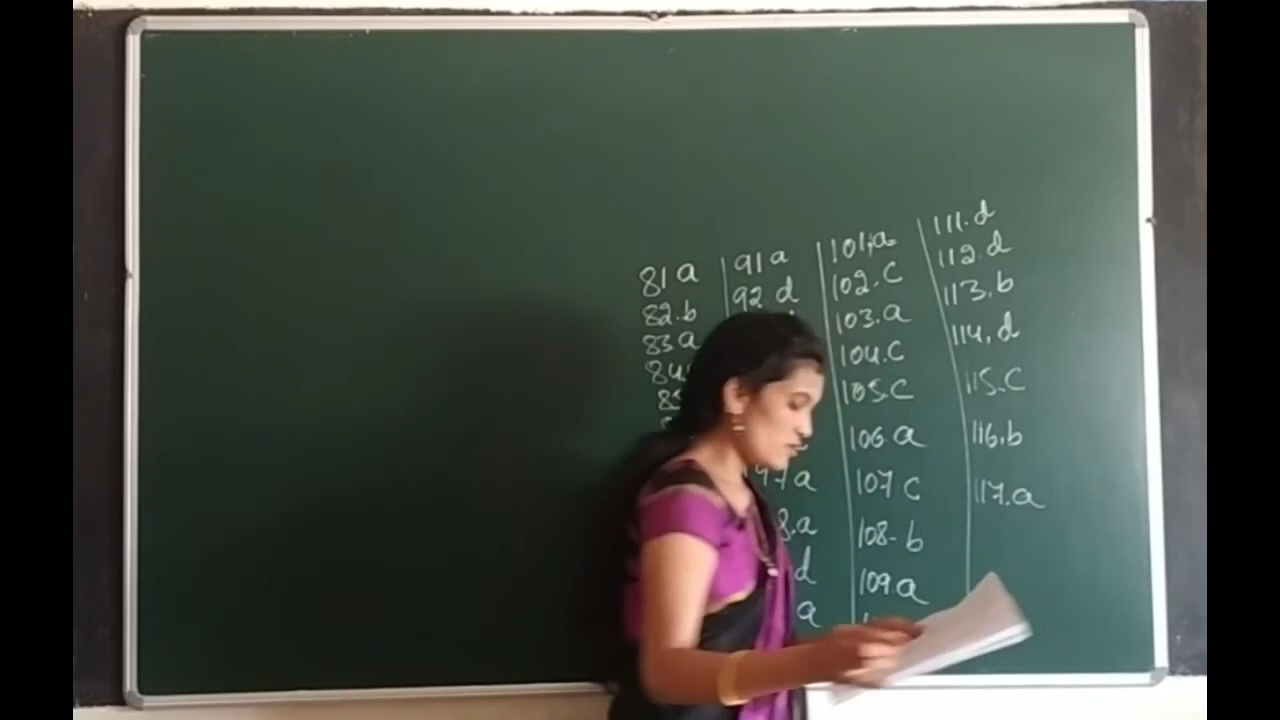 81 a
82. b
83 a
84.
85
91 a
92 d
97 a
8. a
d
a
101. a
102. C
103. a
104. C
105. C
106. a
107 C
108- b
109. a
111. d
112. d
113. b
114. d
115. C
116. b
117. a